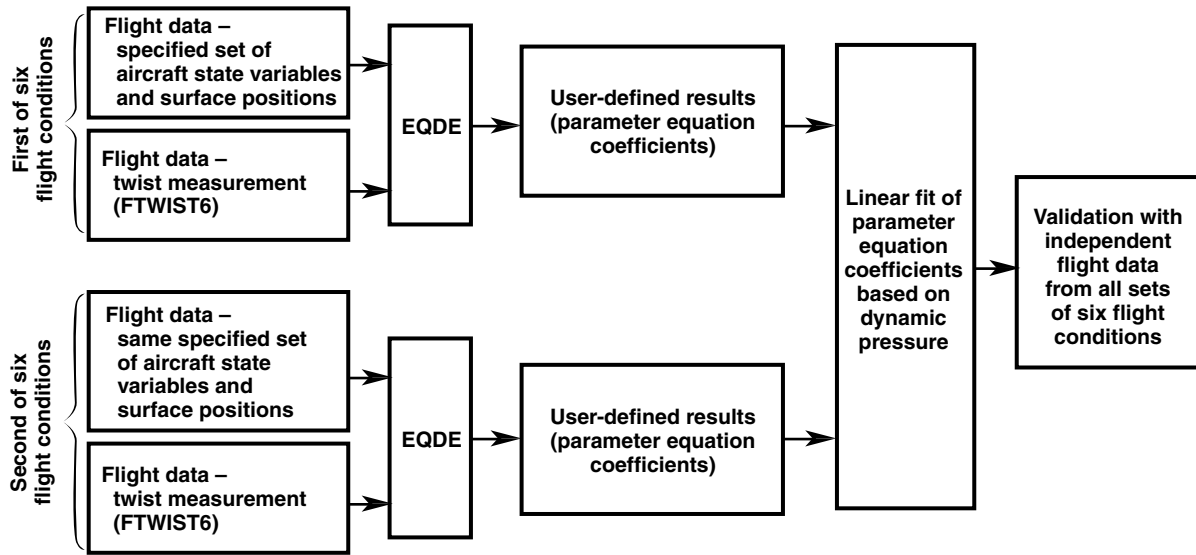 First of six
flight conditions
Flight data –
specified set of
aircraft state variables
and surface positions
Flight data –
twist measurement
(FTWIST6)
EQDE
User-defined results
(parameter equation
coefficients)
Second of six
flight conditions
Flight data –
same specified set
of aircraft state
variables and
surface positions
Flight data –
twist measurement
(FTWIST6)
EQDE
User-defined results
(parameter equation
coefficients)
Linear fit of
parameter
equation
coefficients
based on
dynamic
pressure
Validation with
independent
flight data
from all sets
of six flight
conditions